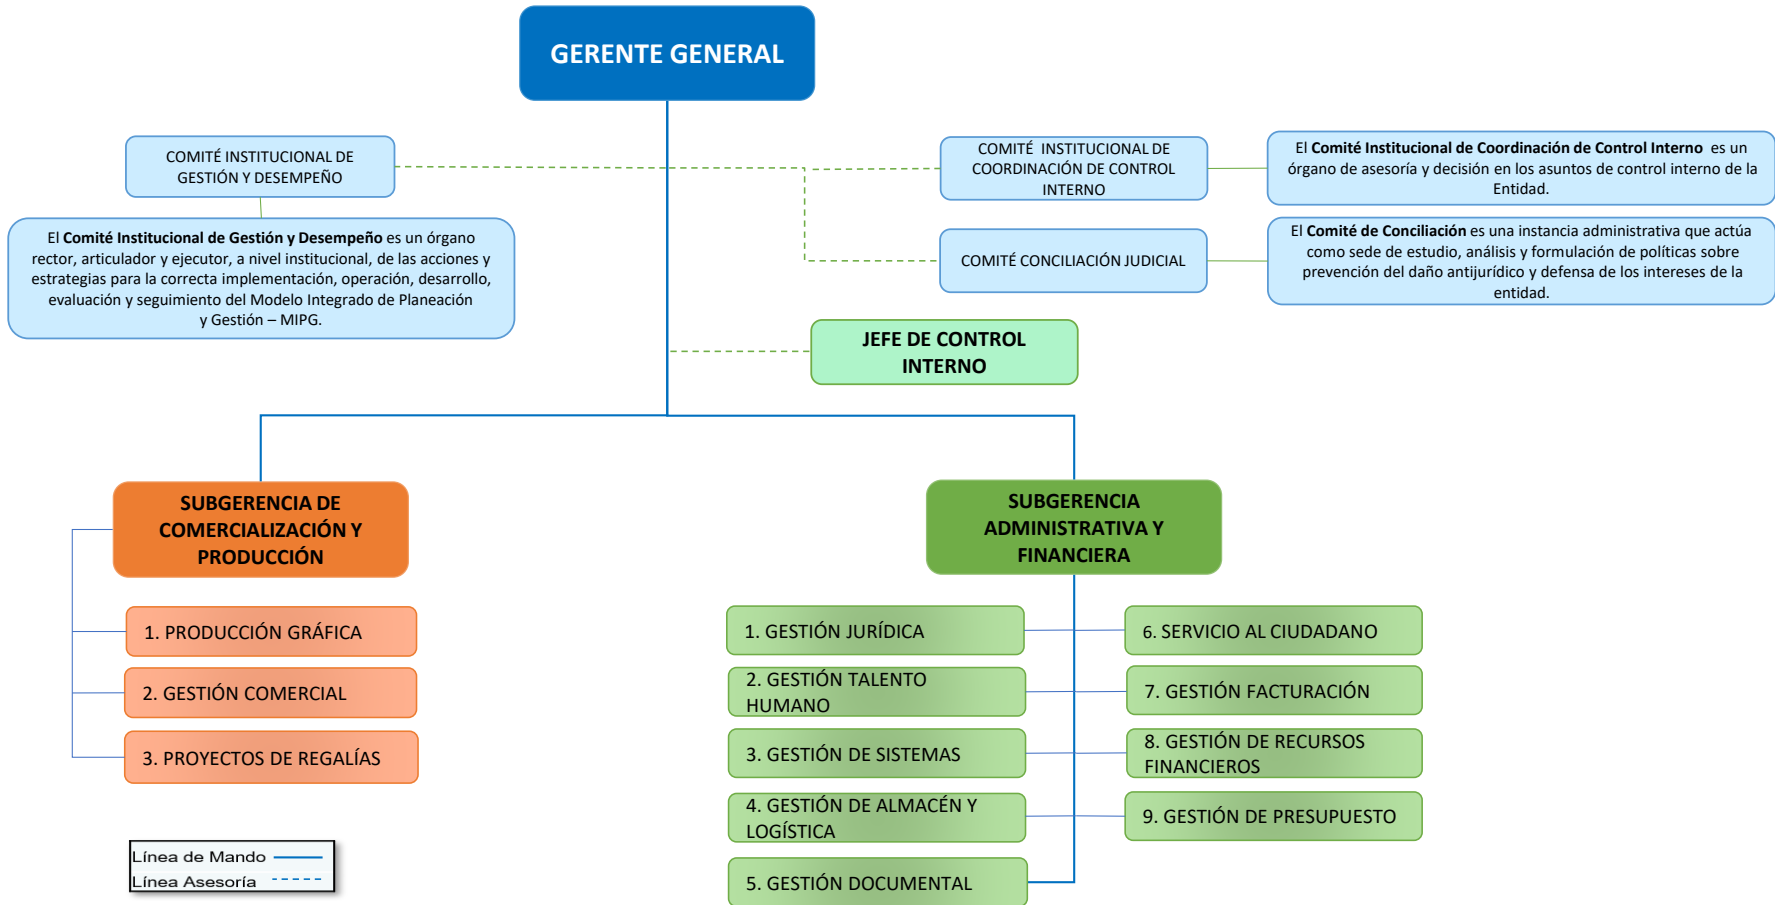 GERENTE GENERAL
COMITÉ INSTITUCIONAL DE
GESTIÓN Y DESEMPEÑO
COMITÉ INSTITUCIONAL DE
COORDINACIÓN DE CONTROL
INTERNO
El Comité Institucional de Coordinación de Control Interno es un
órgano de asesoría y decisión en los asuntos de control interno de la
Entidad.
El Comité Institucional de Gestión y Desempeño es un órgano
rector, articulador y ejecutor, a nivel institucional, de las acciones y
estrategias para la correcta implementación, operación, desarrollo,
evaluación y seguimiento del Modelo Integrado de Planeación
y Gestión – MIPG.
COMITÉ CONCILIACIÓN JUDICIAL
El Comité de Conciliación es una instancia administrativa que actúa
como sede de estudio, análisis y formulación de políticas sobre
prevención del daño antijurídico y defensa de los intereses de la
entidad.
JEFE DE CONTROL
INTERNO
SUBGERENCIA DE
COMERCIALIZACIÓN Y
PRODUCCIÓN
1. PRODUCCIÓN GRÁFICA
2. GESTIÓN COMERCIAL
3. PROYECTOS DE REGALÍAS
SUBGERENCIA
ADMINISTRATIVA Y
FINANCIERA
1. GESTIÓN JURÍDICA
2. GESTIÓN TALENTO
HUMANO
3. GESTIÓN DE SISTEMAS
4. GESTIÓN DE ALMACÉN Y
LOGÍSTICA
5. GESTIÓN DOCUMENTAL
6. SERVICIO AL CIUDADANO
7. GESTIÓN FACTURACIÓN
8. GESTIÓN DE RECURSOS
FINANCIEROS
9. GESTIÓN DE PRESUPUESTO
Línea de Mando
Línea Asesoría